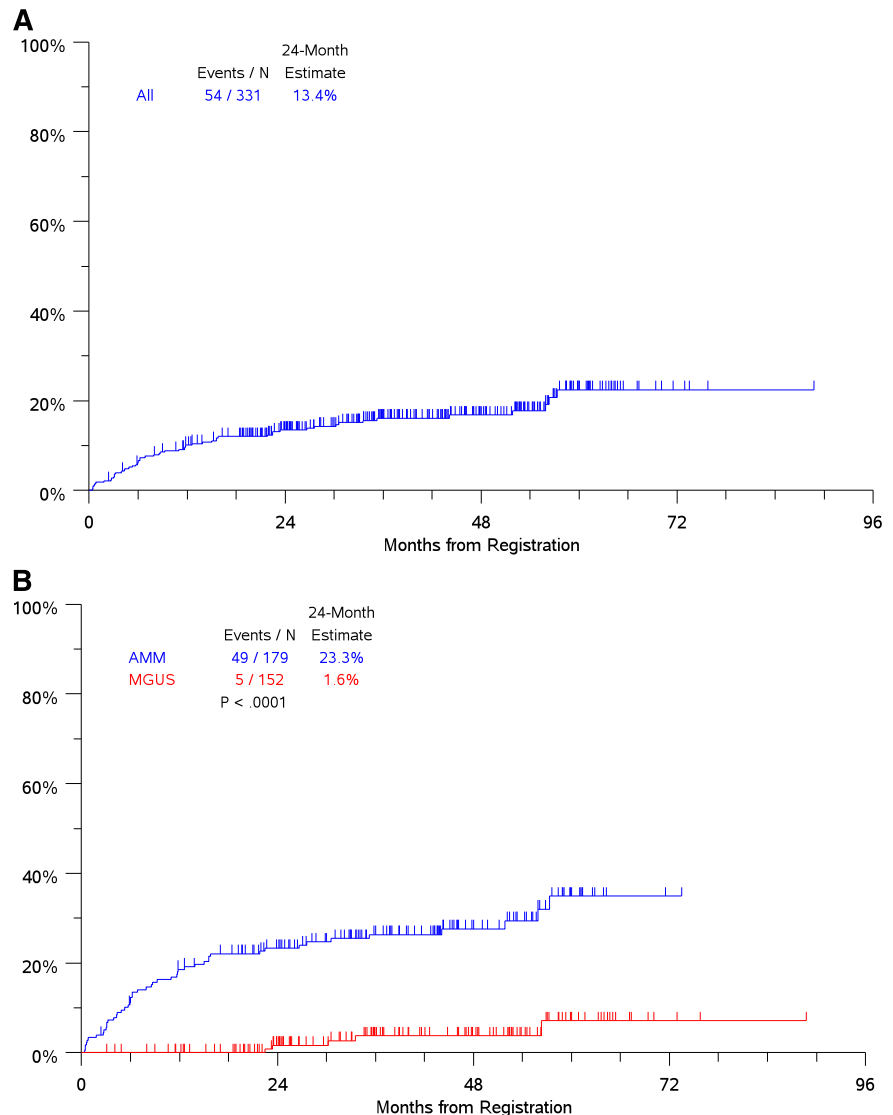 A
100%
24-Month
Events / N Estimate
All 54 / 331 13.4%
80%
60%
40%
20%
0%
0 24 48 72 96
Months from Registration
B
100%
24-Month
Events / N Estimate
AMM 49 / 179 23.3%
MGUS 5 / 152 1.6%
P < .0001
80%
60%
40%
20%
0%
0 24 48 72 96
Months from Registration